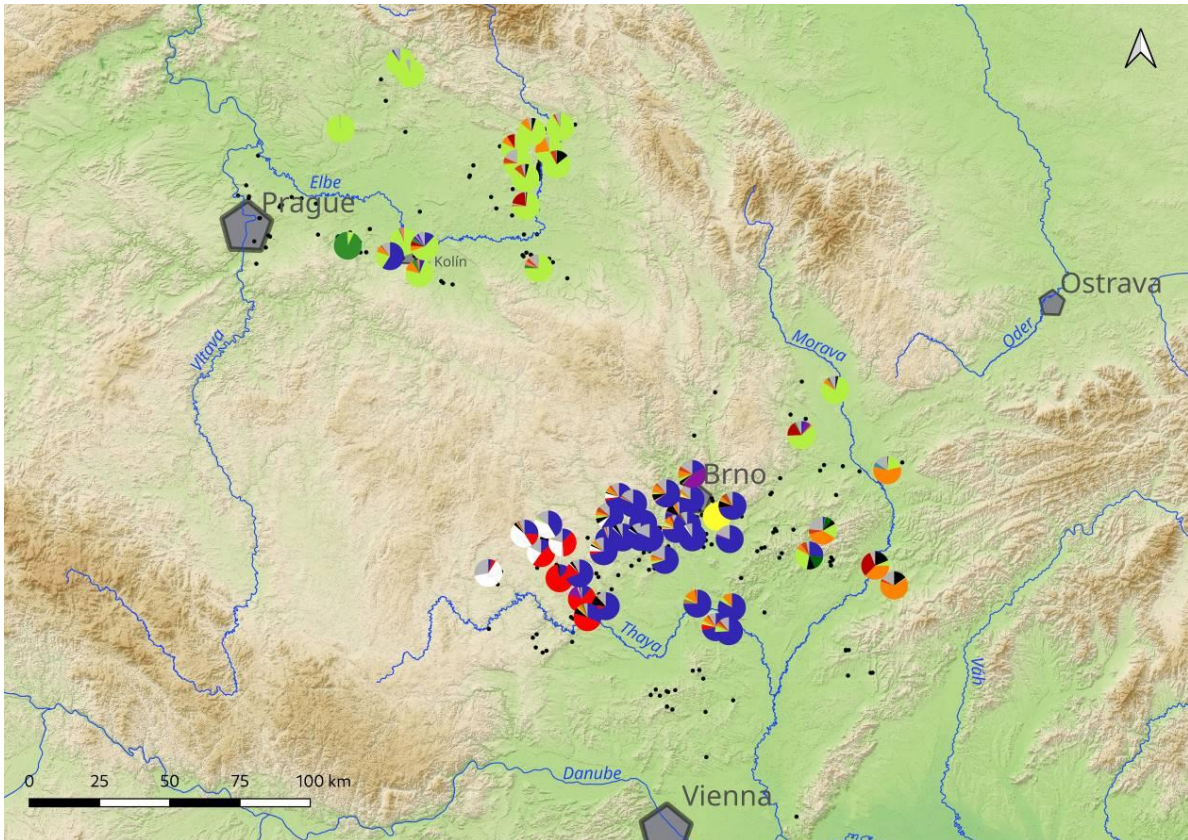 Elbe
Prague
Kolín
Ostrava
Oder
Vltava
Morava
Brno
Thaya
Váh
0 25 50 75 100 km
Danube
Vienna